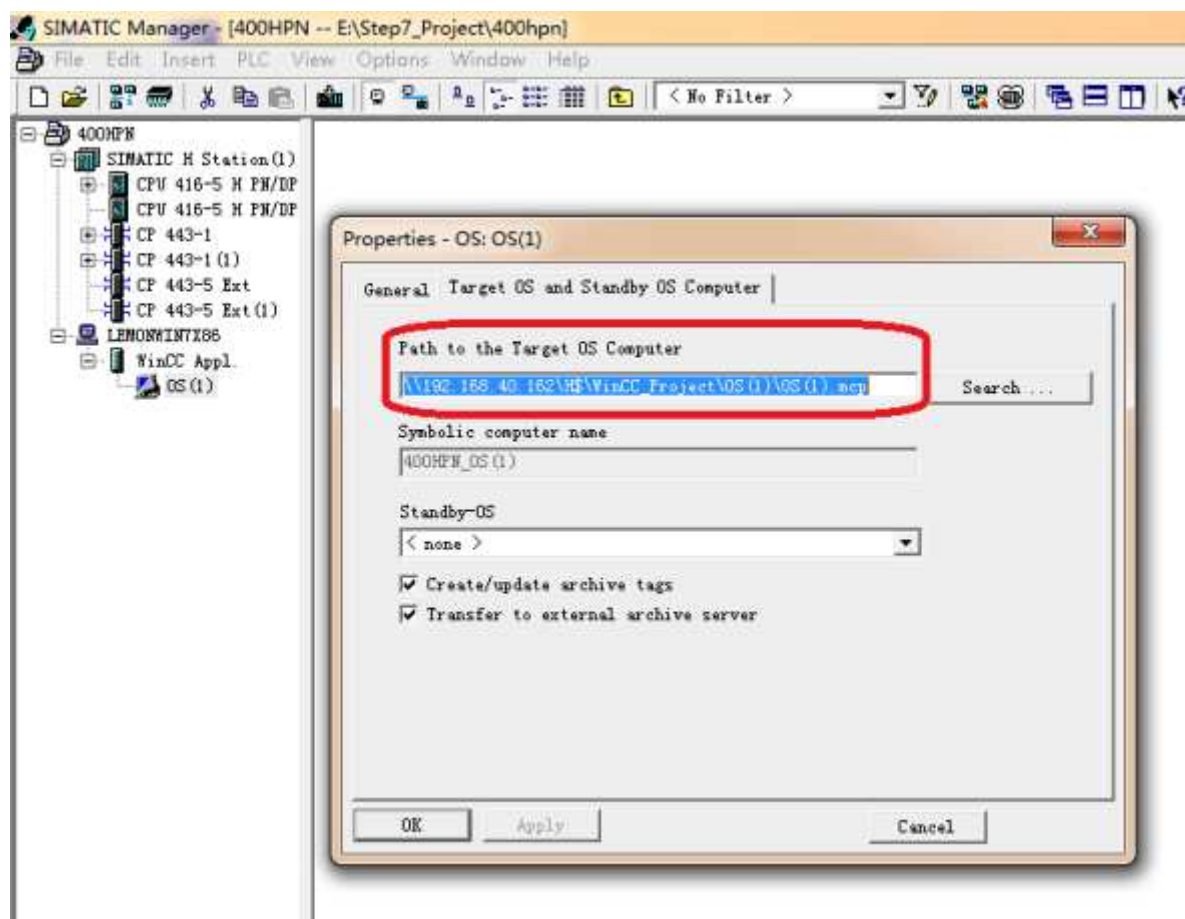 SIMATIC Manager - [400HPN -- E:\Step7_Project\400hpn]
File Edit Insert PLC View Options Window Help
< No Filter >
400HPN
SIMATIC H Station(1)
CPU 416-5 H PN/DP
CPU 416-5 H PN/DP
CP 443-1
CP 443-1(1)
CP 443-5 Ext
CP 443-5 Ext(1)
LEMONWIN7X86
WinCC Appl.
OS(1)
Properties - OS: OS(1)
General Target OS and Standby OS Computer
Path to the Target OS Computer
\\192.168.40.162\H$\WinCC_Project\OS(1)\OS(1).mcp
Search ...
Symbolic computer name
400HPN_OS(1)
Standby-OS
< none >
Create/update archive tags
Transfer to external archive server
OK Apply Cancel